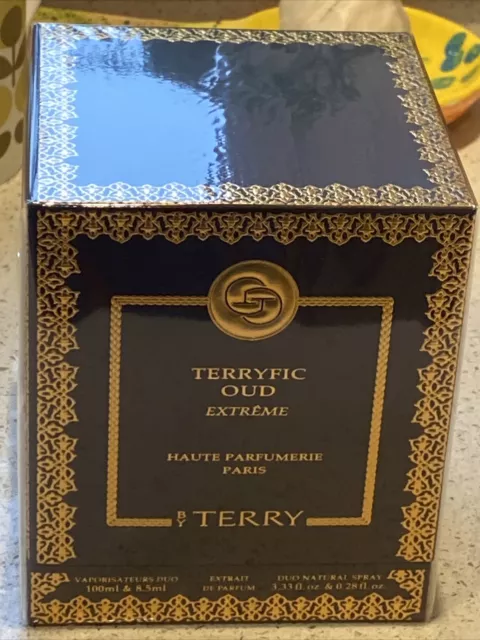 TERRYFIC
OUD
EXTRÊME
HAUTE PARFUMERIE
PARIS
BY TERRY
VAPORISATEURS DUO
100ml & 8.5ml
EXTRAIT
DE PARFUM
DUO NATURAL SPRAY
3.33 fl. oz. & 0.28 fl. oz.